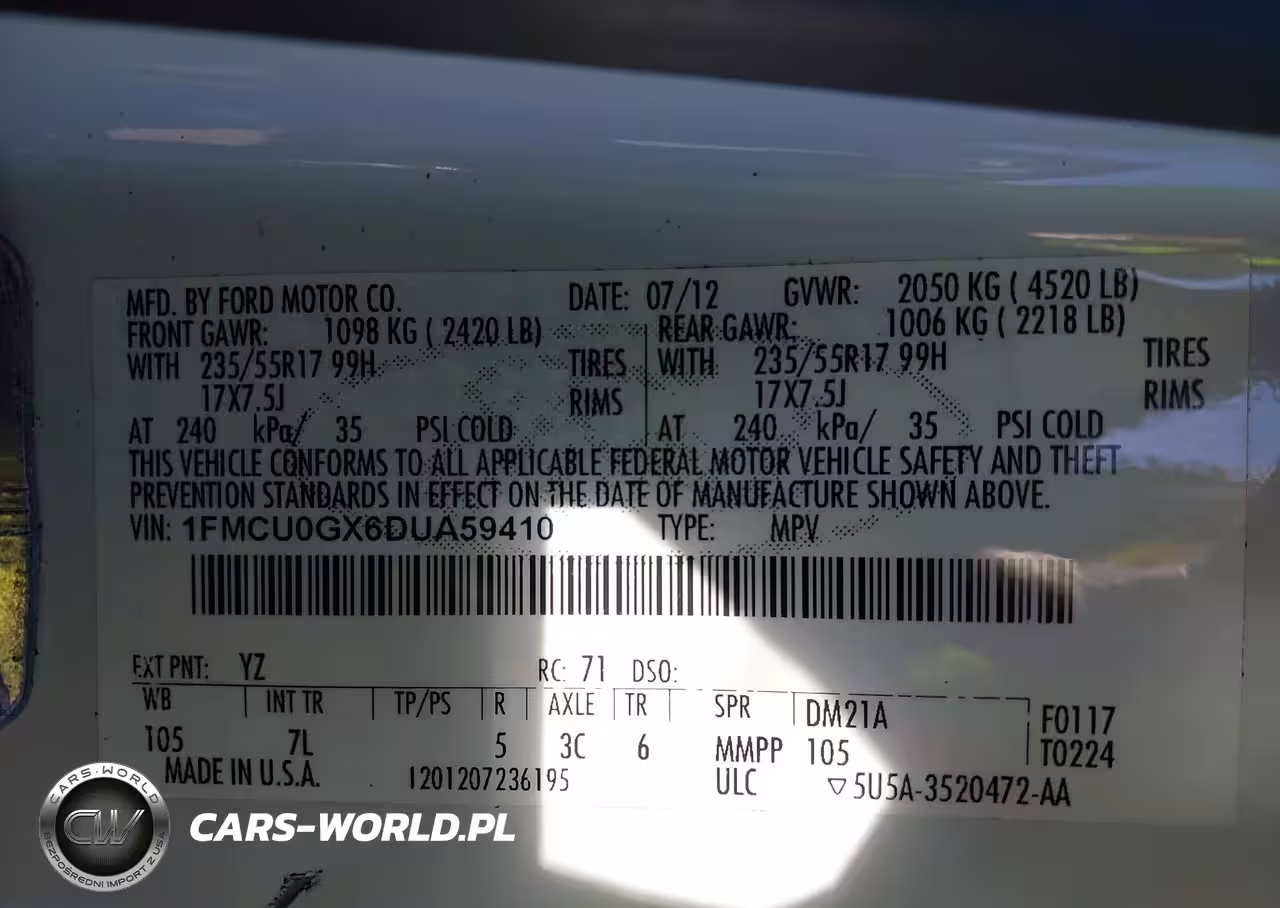 MFD. BY FORD MOTOR CO. DATE: 07/12 GVWR: 2050 KG ( 4520 LB)
FRONT GAWR: 1098 KG ( 2420 LB) REAR GAWR: 1006 KG ( 2218 LB)
WITH 235/55R17 99H TIRES WITH 235/55R17 99H TIRES
17X7.5J RIMS 17X7.5J RIMS
AT 240 kPa/ 35 PSI COLD AT 240 kPa/ 35 PSI COLD
THIS VEHICLE CONFORMS TO ALL APPLICABLE FEDERAL MOTOR VEHICLE SAFETY AND THEFT
PREVENTION STANDARDS IN EFFECT ON THE DATE OF MANUFACTURE SHOWN ABOVE.
VIN: 1FMCU0GX6DUA59410 TYPE: MPV
EXT PNT: YZ RC: 71 DSO:
WB INT TR TP/PS R AXLE TR SPR DM21A F0117
105 7L 5 3C 6 MMPP 105 T0224
MADE IN U.S.A. 1201207236195 ULC ▽5U5A-3520472-AA
CARS-WORLD
CW
BEZPOŚREDNI IMPORT Z USA
CARS-WORLD.PL